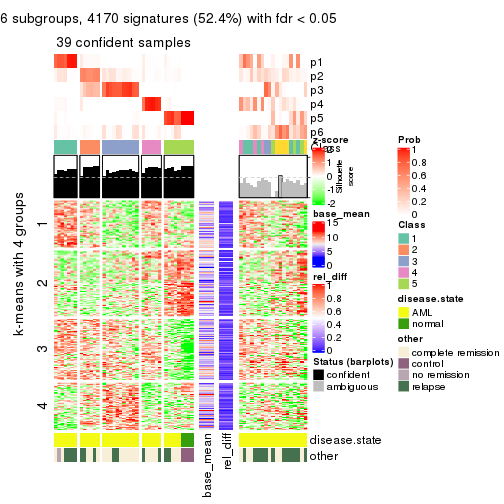 6 subgroups, 4170 signatures (52.4%) with fdr < 0.05
39 confident samples
p1
p2
p3
p4
p5
p6
Class
k-means with 4 groups
1
2
3
4
Silhouette
score
base_mean
rel_diff
disease.state
other
z-score
2
1
0
-1
-2
base_mean
15
10
5
0
rel_diff
1
0.8
0.6
0.4
0.2
0
Status (barplots)
confident
ambiguous
Prob
1
0.8
0.6
0.4
0.2
0
Class
1
2
3
4
5
disease.state
AML
normal
other
complete remission
control
no remission
relapse